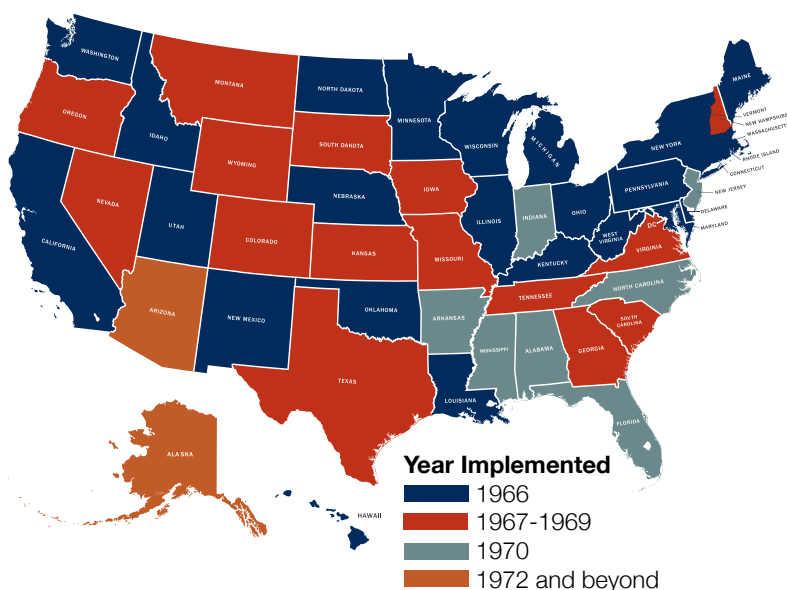 WASHINGTON
MAINE
MONTANA
NORTH DAKOTA
MINNESOTA
VERMONT
NEW HAMPSHIRE
OREGON
MASSACHUSETTS
IDAHO
MICHIGAN
SOUTH DAKOTA
WISCONSIN
NEW YORK
RHODE ISLAND
WYOMING
CONNECTICUT
IOWA
PENNSYLVANIA
NEW JERSEY
NEBRASKA
NEVADA
OHIO
INDIANA
DELAWARE
ILLINOIS
UTAH
DC
MARYLAND
WEST
VIRGINIA
COLORADO
CALIFORNIA
VIRGINIA
KANSAS
MISSOURI
KENTUCKY
NORTH CAROLINA
TENNESSEE
ARIZONA
OKLAHOMA
ARKANSAS
NEW MEXICO
SOUTH
CAROLINA
MISSISSIPPI
ALABAMA
GEORGIA
TEXAS
LOUISIANA
FLORIDA
ALASKA
HAWAII
Year Implemented
1966
1967-1969
1970
1972 and beyond